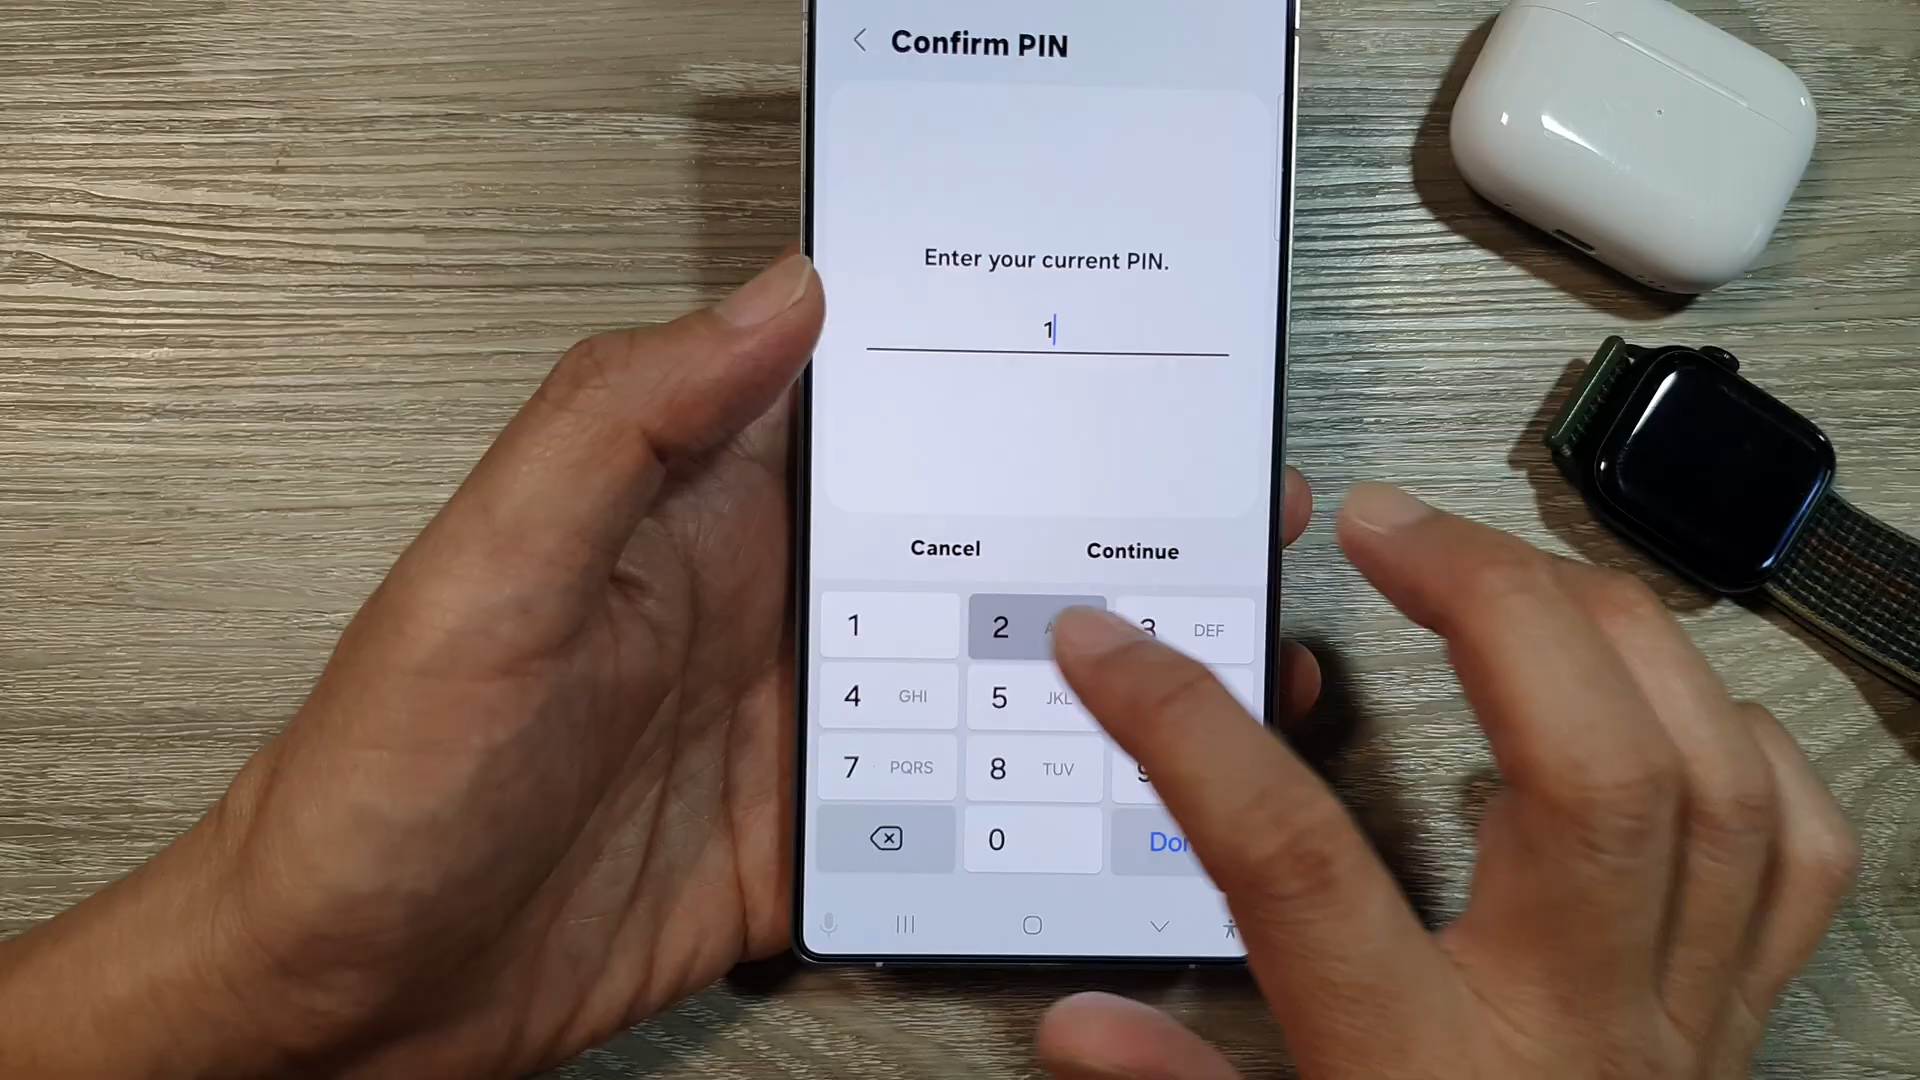 Confirm PIN
Enter your current PIN.
1
Cancel Continue
1 2 3 DEF
4 GHI 5 JKL
7 PQRS 8 TUV 9
0